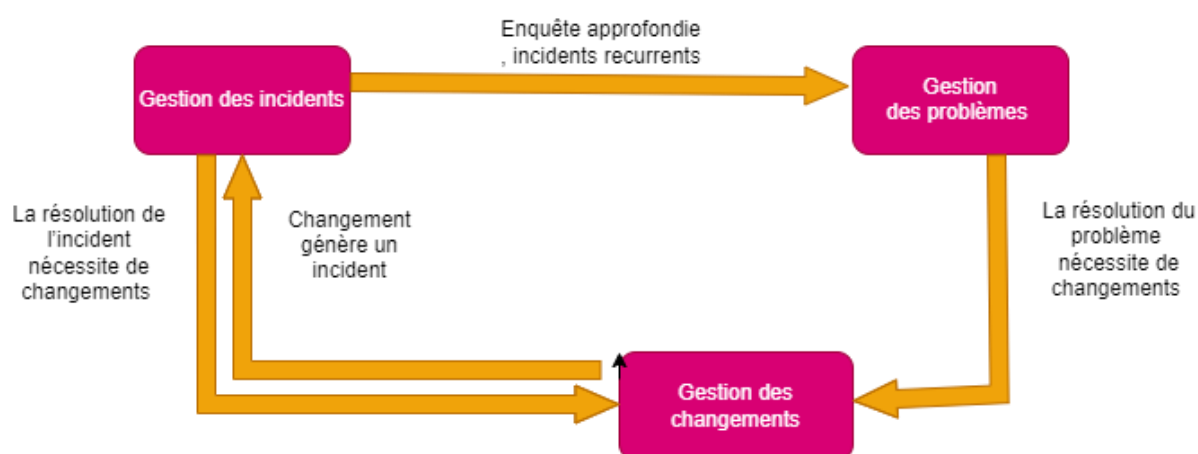 Enquête approfondie
, incidents recurrents
Gestion des incidents
Gestion
des problèmes
La résolution de
l'incident
nécessite de
changements
Changement
génère un
incident
La résolution du
problème
nécessite de
changements
Gestion des
changements